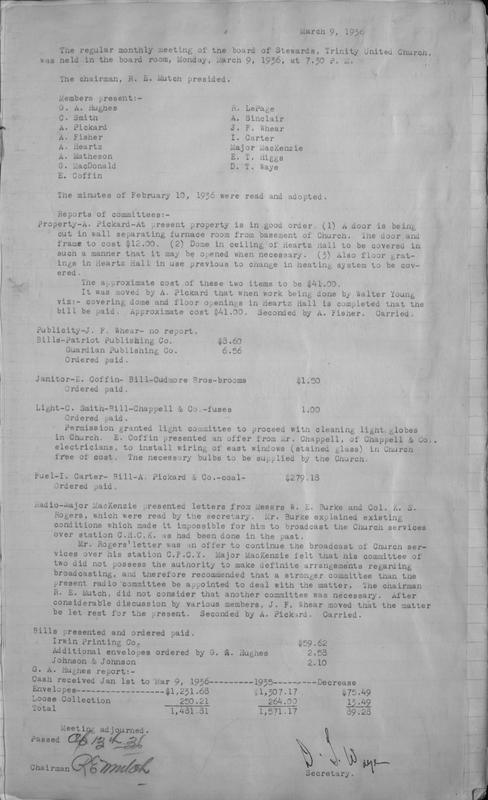 March 9, 1936
The regular monthly meeting of the board of Stewards, Trinity United Church,
was held in the board room, Monday, March 9, 1936, at 7.30 P. M.
The chairman, R. E. Mutch presided.
Members present:-
G. A. Hughes R. LePage
C. Smith A. Sinclair
A. Pickard J. F. Whear
A. Fisher I. Carter
A. Heartz Major MacKenzie
A. Matheson E. T. Higgs
G. MacDonald D. T. Waye
E. Coffin
The minutes of February 10, 1936 were read and adopted.
Reports of committees:-
Property-A. Pickard-At present property is in good order. (1) A door is being
cut in wall separating furnace room from basement of Church. The door and
frame to cost $12.00. (2) Dome in ceiling of Heartz Hall to be covered in
such a manner that it may be opened when necessary. (3) Also floor grat-
ings in Heartz Hall in use previous to change in heating system to be cov-
ered.
The approximate cost of these two items to be $41.00.
It was moved by A. Pickard that when work being done by Walter Young
viz:- covering dome and floor openings in Heartz Hall is completed that the
bill be paid. Approximate cost $41.00. Seconded by A. Fisher. Carried.
Publicity-J. F. Whear- no report.
Bills-Patriot Publishing Co. $3.60
Guardian Publishing Co. 6.56
Ordered paid.
Janitor-E. Coffin- Bill-Cudmore Bros-brooms $1.50
Ordered paid.
Light-C. Smith-Bill-Chappell & Co.-fuses 1.00
Ordered paid.
Permission granted light committee to proceed with cleaning light globes
in Church. E. Coffin presented an offer from Mr. Chappell, of Chappell & Co.,
electricians, to install wiring of east windows (stained glass) in Church
free of cost. The necessary bulbs to be supplied by the Church.
Fuel-I. Carter- Bill-A. Pickard & Co.-coal- $279.18
Ordered paid.
Radio-Major MacKenzie presented letters from Messrs W. E. Burke and Col. K. S.
Rogers, which were read by the secretary. Mr. Burke explained existing
conditions which made it impossible for him to broadcast the Church services
over station C.H.C.K. as had been done in the past.
Mr. Rogers' letter was an offer to continue the broadcast of Church ser-
vices over his station C.F.C.Y. Major MacKenzie felt that his committee of
two did not possess the authority to make definite arrangements regarding
broadcasting, and therefore recommended that a stronger committee than the
present radio committee be appointed to deal with the matter. The chairman
R. E. Mutch, did not consider that another committee was necessary. After
considerable discussion by various members, J. F. Whear moved that the matter
be let rest for the present. Seconded by A. Pickard. Carried.
Bills presented and ordered paid.
Irwin Printing Co. $59.62
Additional envelopes ordered by G. A. Hughes 2.53
Johnson & Johnson 2.10
G. A. Hughes report:-
Cash received Jan 1st to Mar 9, 1936---------1935---------Decrease
Envelopes-----------------$1,231.68 $1,307.17 $75.49
Loose Collection 250.21 264.00 13.49
Total 1,481.31 1,571.17 89.28
Meeting adjourned.
Passed Ap 13th 36
Chairman R E Mutch
D. T. Waye
Secretary.